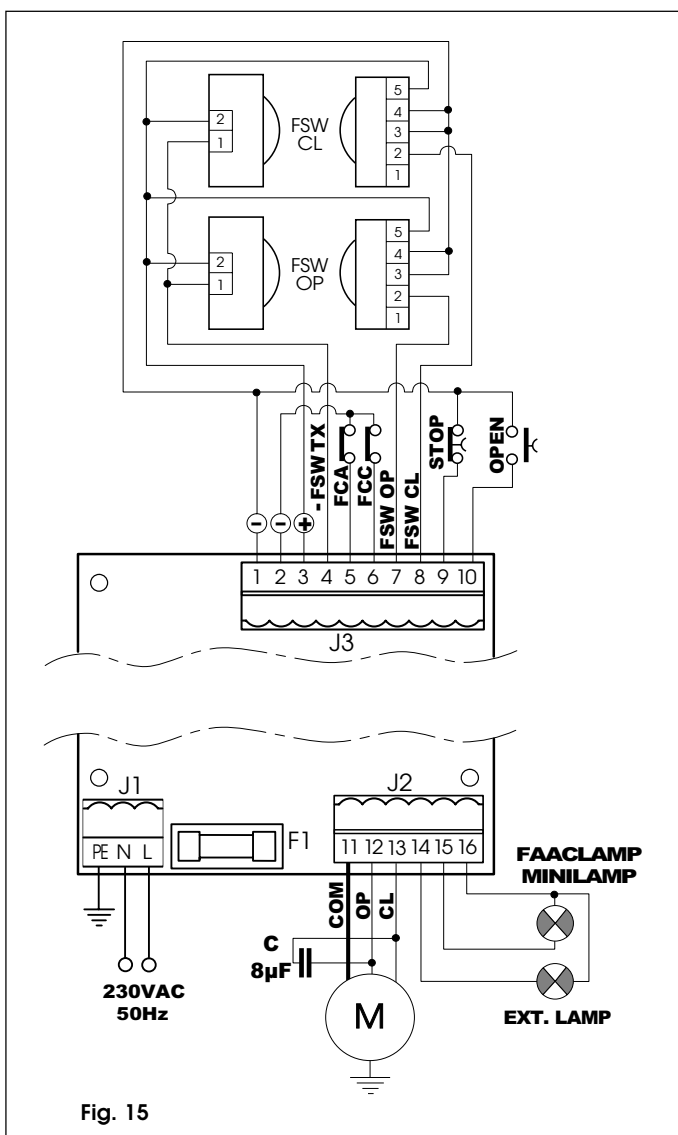 5
4
2 FSW 3
1 CL 2
1
5
4
2 FSW 3
1 OP 2
1
- FSW TX
FCA
FCC
FSW OP
FSW CL
STOP
OPEN
- - +
1 2 3 4 5 6 7 8 9 10
J3
J1 J2
PE N L F1 11 12 13 14 15 16
FAACLAMP
MINILAMP
COM
OP
CL
C
8µF
230VAC
50Hz
M
EXT. LAMP
Fig. 15